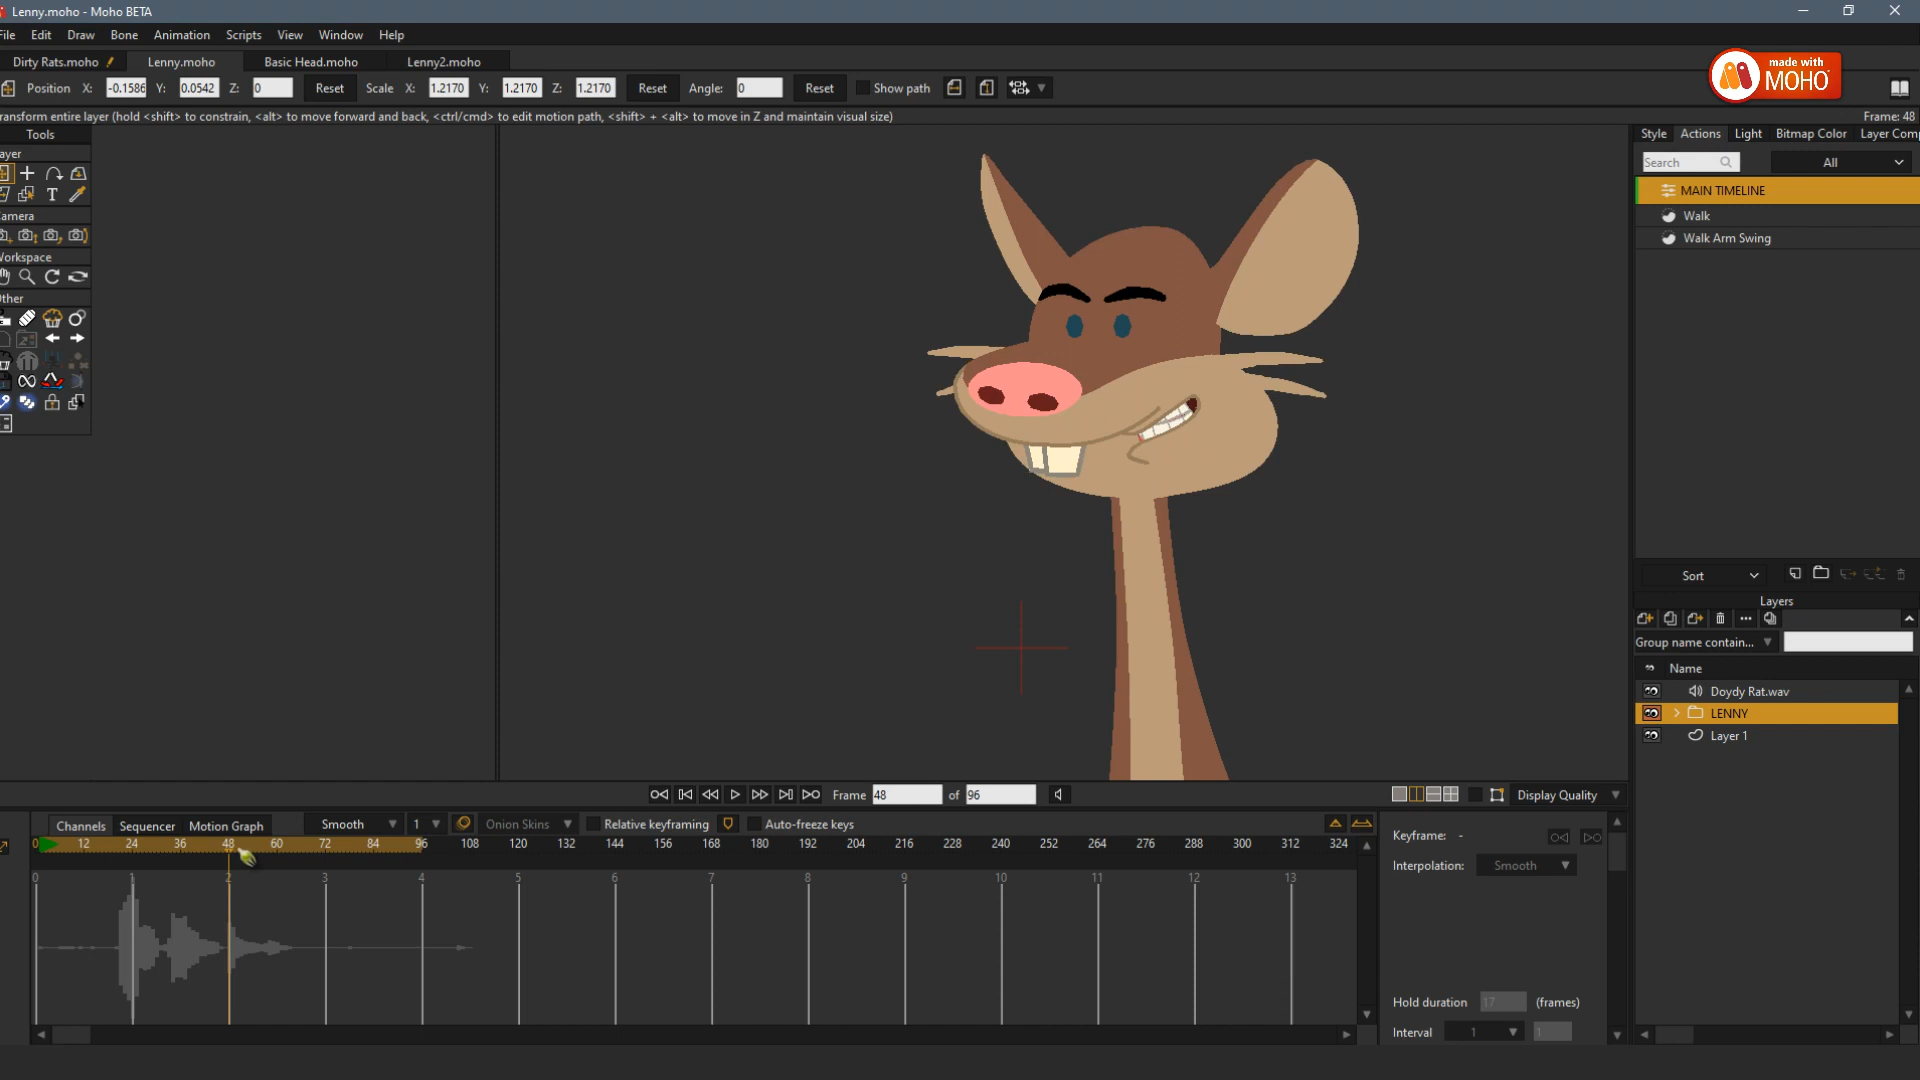 Lenny.moho - Moho BETA
File Edit Draw Bone Animation Scripts View Window Help
Dirty Rats.moho Lenny.moho Basic Head.moho Lenny2.moho
made with
MOHO
Position X: -0.1586 Y: 0.0542 Z: 0 Reset Scale X: 1.2170 Y: 1.2170 Z: 1.2170 Reset Angle: 0 Reset Show path
ransform entire layer (hold <shift> to constrain, <alt> to move forward and back, <ctrl/cmd> to edit motion path, <shift> + <alt> to move in Z and maintain visual size) Frame: 48
Tools
ayer
T
amera
Workspace
Other
Style Actions Light Bitmap Color Layer Com
Search All
MAIN TIMELINE
Walk
Walk Arm Swing
Sort
Layers
Group name contain...
Name
Doydy Rat.wav
LENNY
Layer 1
Frame 48 of 96 Display Quality
Channels Sequencer Motion Graph Smooth 1 Onion Skins Relative keyframing Auto-freeze keys
0 12 24 36 48 60 72 84 96 108 120 132 144 156 168 180 192 204 216 228 240 252 264 276 288 300 312 324
0 1 2 3 4 5 6 7 8 9 10 11 12 13
Keyframe: -
Interpolation: Smooth
Hold duration 17 (frames)
Interval 1 1